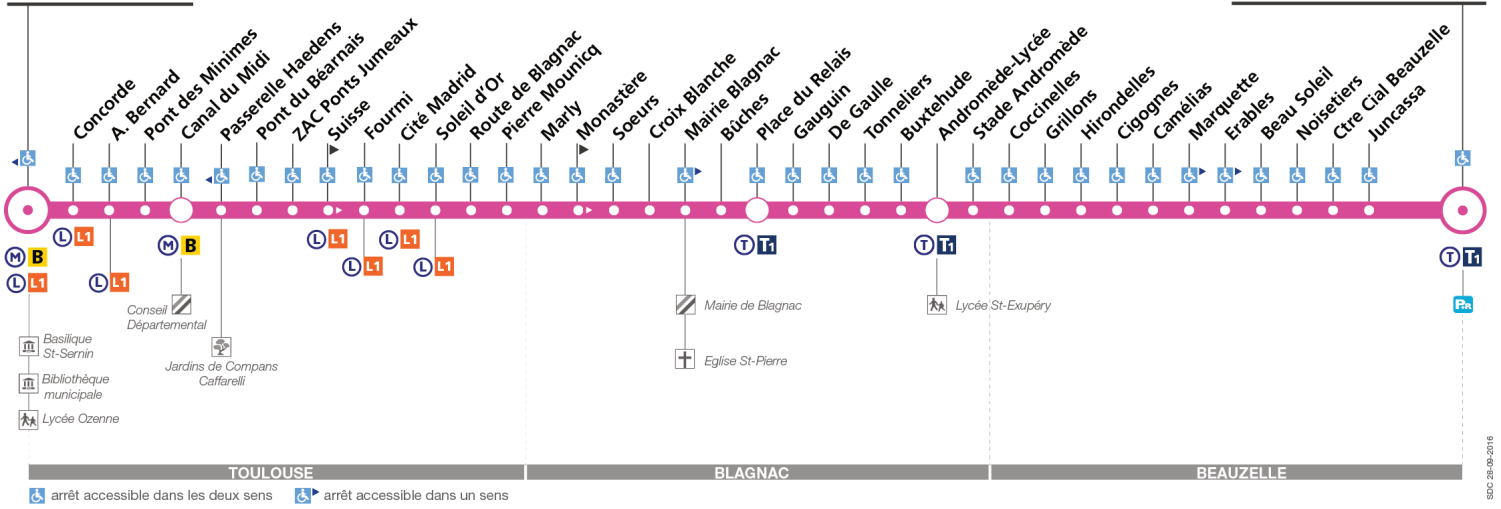 Concorde
A. Bernard
Pont des Minimes
Canal du Midi
Passerelle Haedens
Pont du Béarnais
ZAC Ponts Jumeaux
Suisse
Fourmi
Cité Madrid
Soleil d'Or
Route de Blagnac
Pierre Mounicq
Marly
Monastère
Soeurs
Croix Blanche
Mairie Blagnac
Bûches
Place du Relais
Gauguin
De Gaulle
Tonneliers
Buxtehude
Andromède-Lycée
Stade Andromède
Coccinelles
Grillons
Hirondelles
Cigognes
Camélias
Marquette
Erables
Beau Soleil
Noisetiers
Ctre Cial Beauzelle
Juncassa
M B
L L1
L L1
L L1
M B
L L1
L L1
L L1
L L1
T T1
T T1
T T1
P+R
Conseil
Départemental
Mairie de Blagnac
Lycée St-Exupéry
Basilique
St-Sernin
Jardins de Compans
Caffarelli
Eglise St-Pierre
Bibliothèque
municipale
Lycée Ozenne
TOULOUSE
BLAGNAC
BEAUZELLE
arrêt accessible dans les deux sens
arrêt accessible dans un sens
SDC 28-09-2016